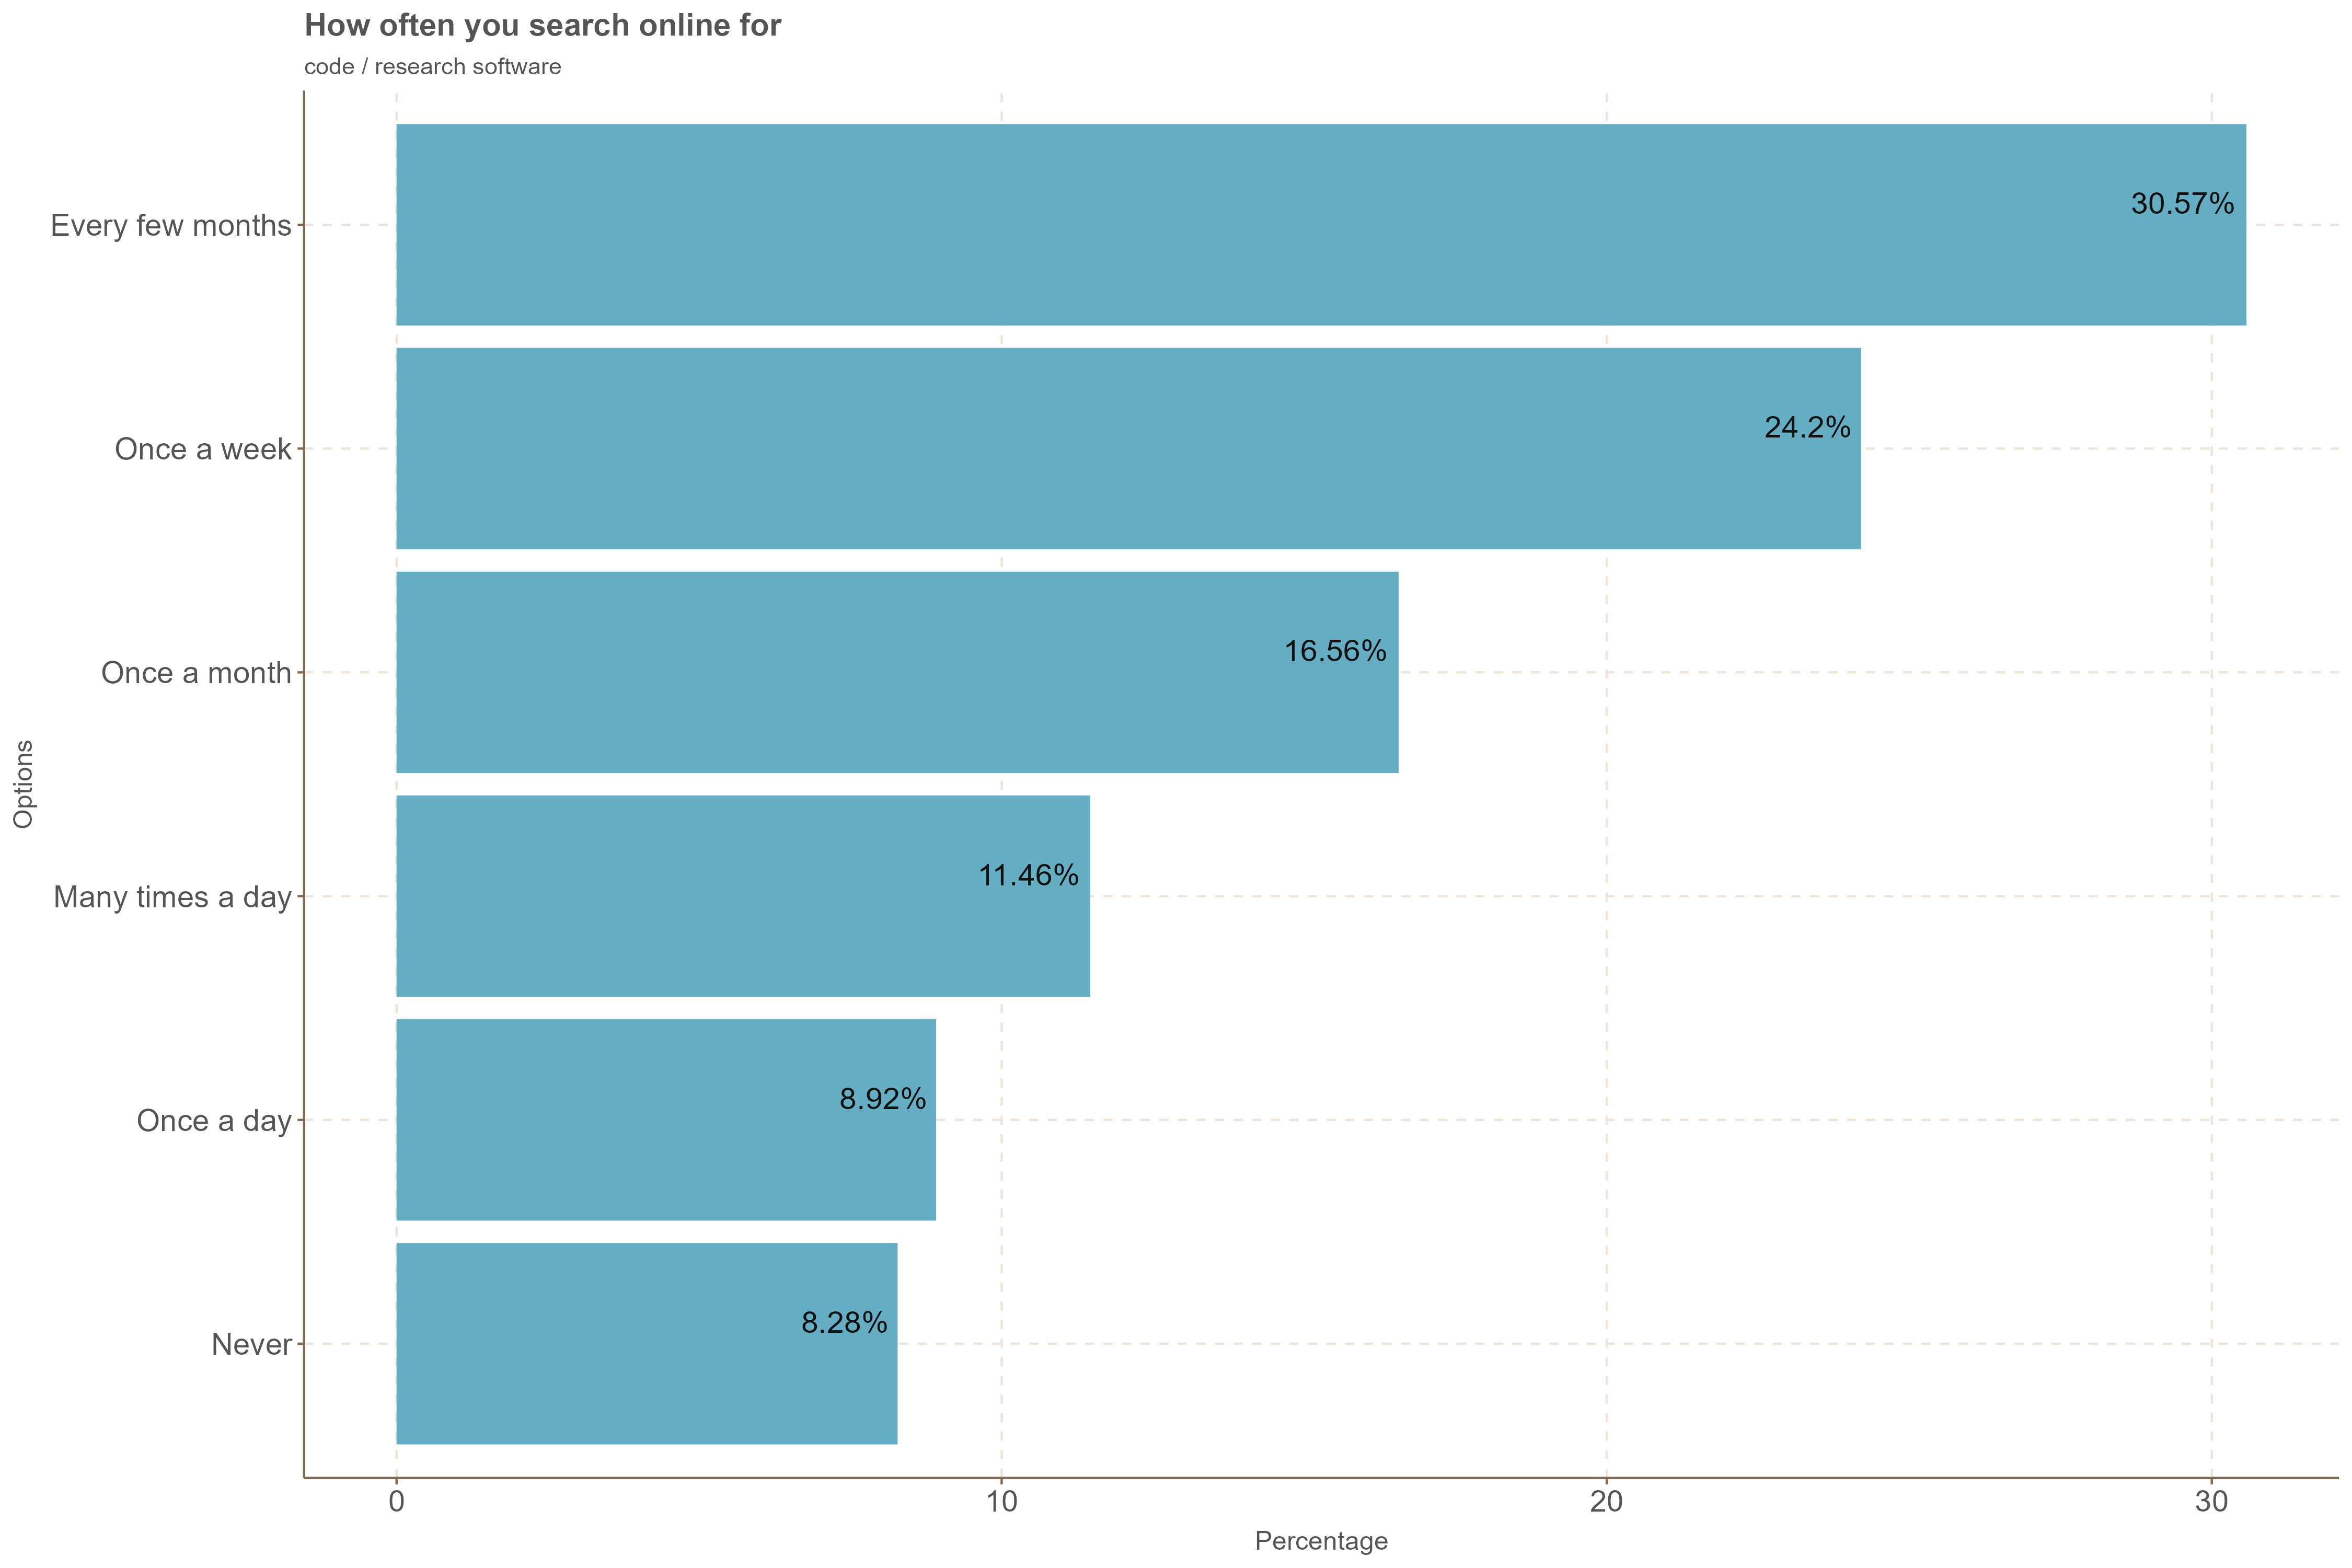 How often you search online for
code / research software
Every few months
30.57%
Once a week
24.2%
Once a month
16.56%
Options
Many times a day
11.46%
Once a day
8.92%
Never
8.28%
0 10 20 30
Percentage